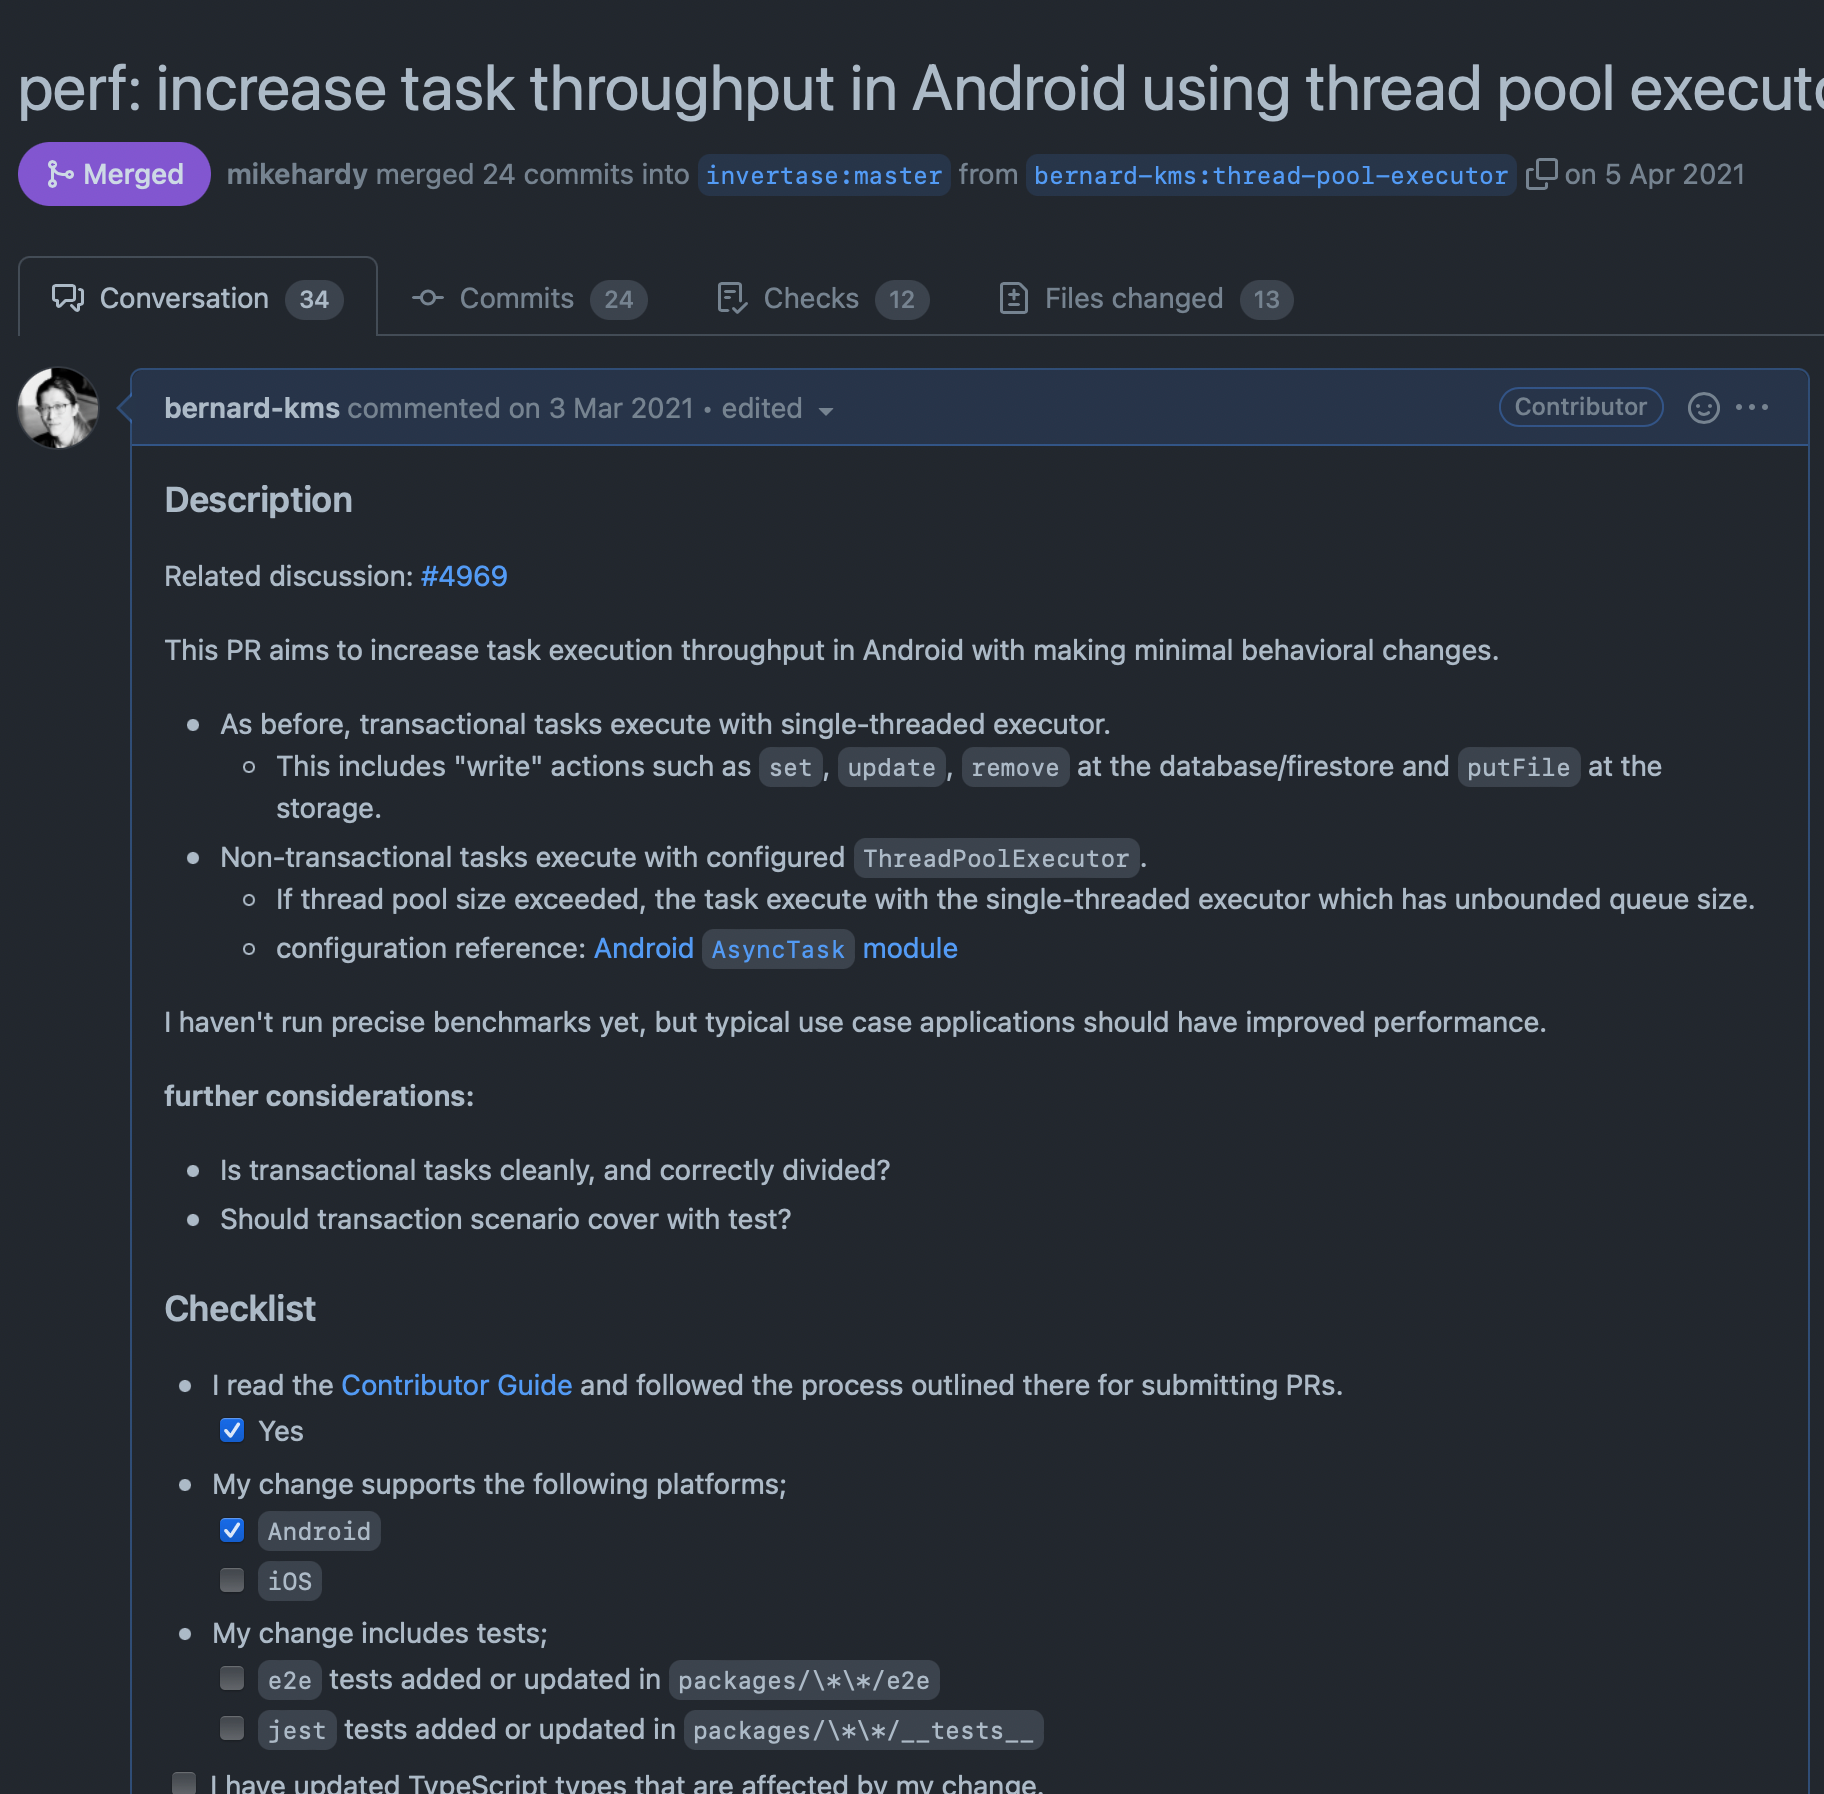 perf: increase task throughput in Android using thread pool
Merged mikehardy merged 24 commits into invertase:master from bernard-kms:thread-pool-executor on 5 Apr 2021
Conversation 34 Commits 24 Checks 12 Files changed 13
bernard-kms commented on 3 Mar 2021 • edited Contributor
Description
Related discussion: #4969
This PR aims to increase task execution throughput in Android with making minimal behavioral changes.
As before, transactional tasks execute with single-threaded executor.
This includes "write" actions such as set, update, remove at the database/firestore and putFile at the
storage.
Non-transactional tasks execute with configured ThreadPoolExecutor.
If thread pool size exceeded, the task execute with the single-threaded executor which has unbounded queue size.
configuration reference: Android AsyncTask module
I haven't run precise benchmarks yet, but typical use case applications should have improved performance.
further considerations:
Is transactional tasks cleanly, and correctly divided?
Should transaction scenario cover with test?
Checklist
I read the Contributor Guide and followed the process outlined there for submitting PRs.
Yes
My change supports the following platforms;
Android
iOS
My change includes tests;
e2e tests added or updated in packages/\*\*/e2e
jest tests added or updated in packages/\*\*/__tests__
I have updated TypeScript types that are affected by my change.